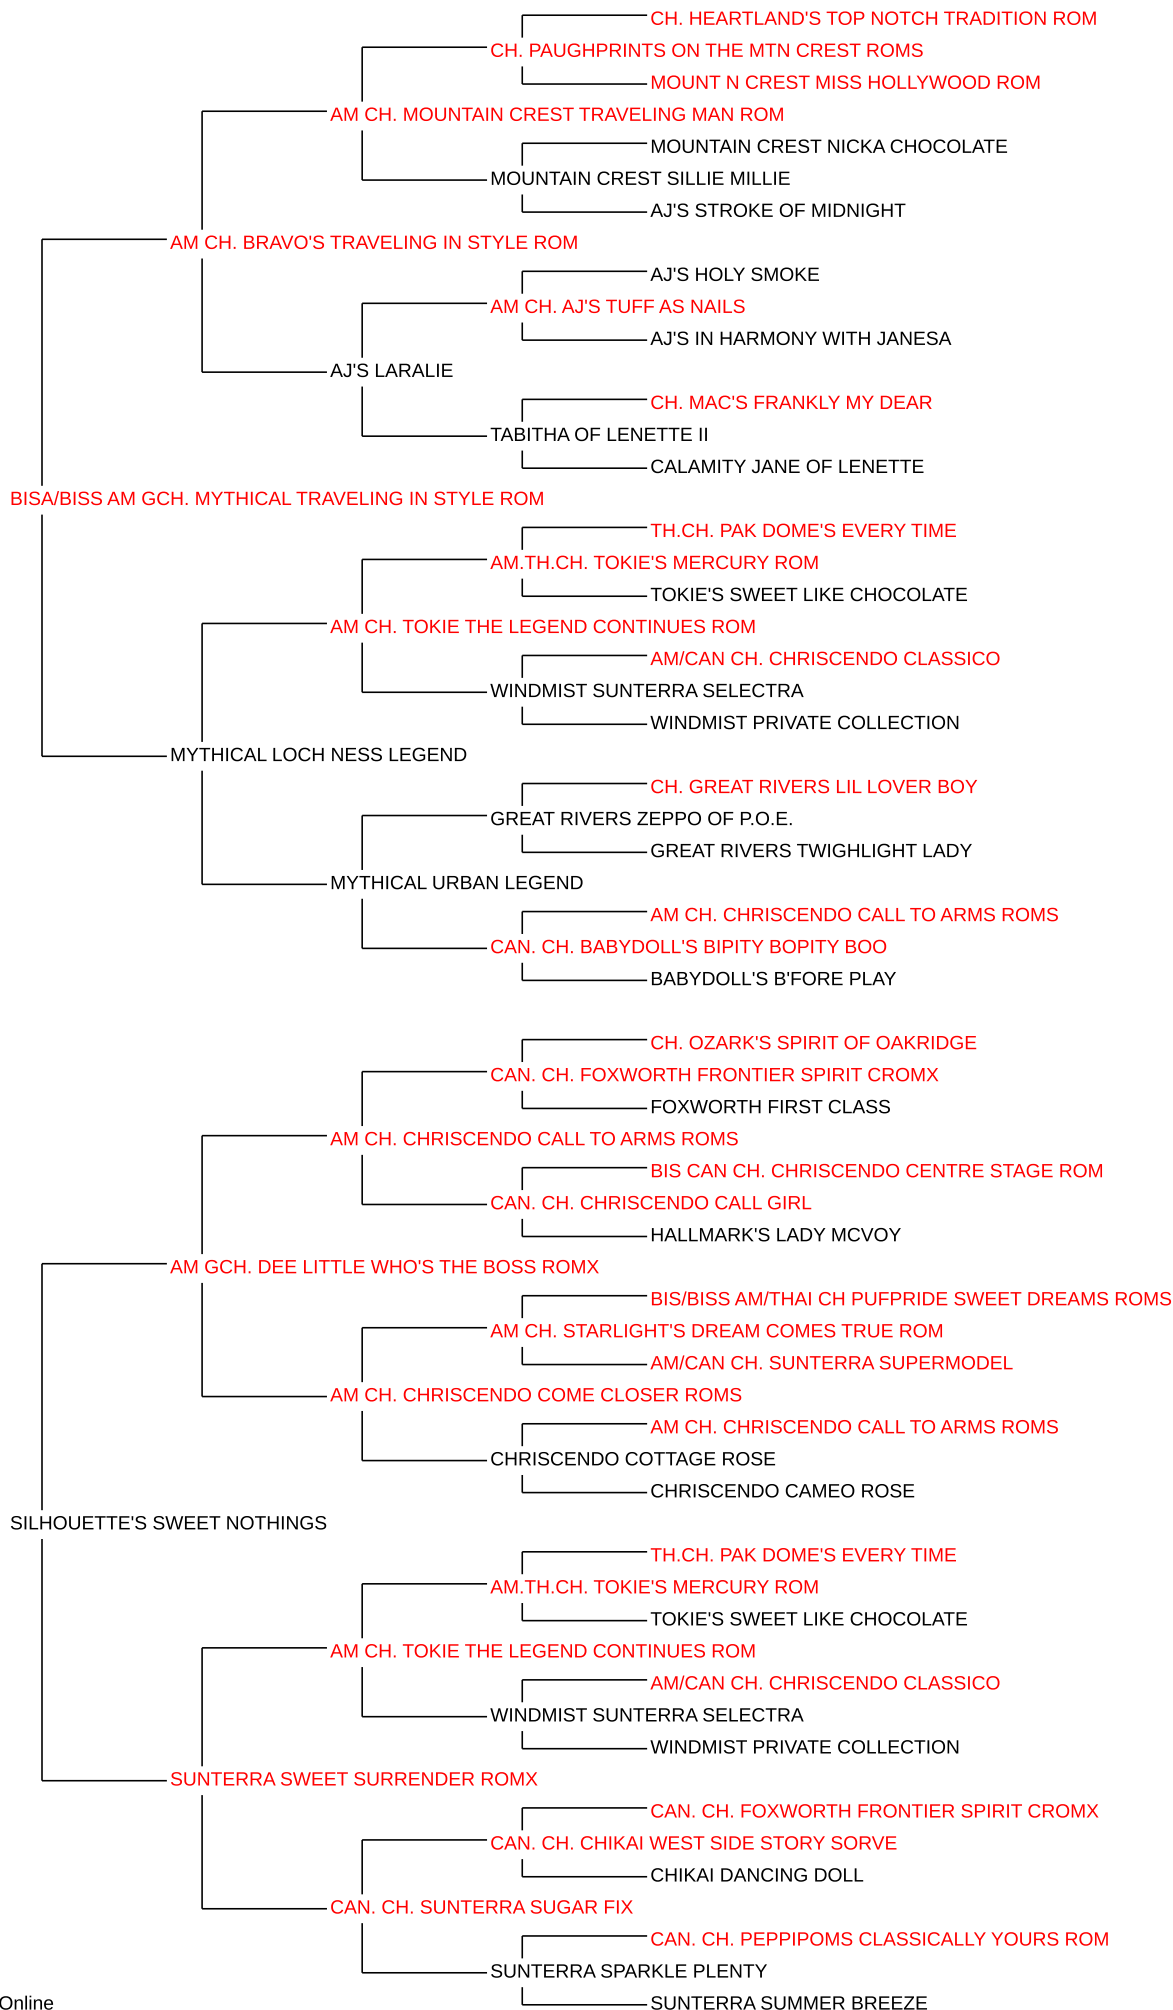 CH. HEARTLAND'S TOP NOTCH TRADITION ROM
CH. PAUGHPRINTS ON THE MTN CREST ROMS
MOUNT N CREST MISS HOLLYWOOD ROM
AM CH. MOUNTAIN CREST TRAVELING MAN ROM
MOUNTAIN CREST NICKA CHOCOLATE
MOUNTAIN CREST SILLIE MILLIE
AJ'S STROKE OF MIDNIGHT
AM CH. BRAVO'S TRAVELING IN STYLE ROM
AJ'S HOLY SMOKE
AM CH. AJ'S TUFF AS NAILS
AJ'S IN HARMONY WITH JANESA
AJ'S LARALIE
CH. MAC'S FRANKLY MY DEAR
TABITHA OF LENETTE II
CALAMITY JANE OF LENETTE
BISA/BISS AM GCH. MYTHICAL TRAVELING IN STYLE ROM
TH.CH. PAK DOME'S EVERY TIME
AM.TH.CH. TOKIE'S MERCURY ROM
TOKIE'S SWEET LIKE CHOCOLATE
AM CH. TOKIE THE LEGEND CONTINUES ROM
AM/CAN CH. CHRISCENDO CLASSICO
WINDMIST SUNTERRA SELECTRA
WINDMIST PRIVATE COLLECTION
MYTHICAL LOCH NESS LEGEND
CH. GREAT RIVERS LIL LOVER BOY
GREAT RIVERS ZEPPO OF P.O.E.
GREAT RIVERS TWIGHLIGHT LADY
MYTHICAL URBAN LEGEND
AM CH. CHRISCENDO CALL TO ARMS ROMS
CAN. CH. BABYDOLL'S BIPITY BOPITY BOO
BABYDOLL'S B'FORE PLAY
CH. OZARK'S SPIRIT OF OAKRIDGE
CAN. CH. FOXWORTH FRONTIER SPIRIT CROMX
FOXWORTH FIRST CLASS
AM CH. CHRISCENDO CALL TO ARMS ROMS
BIS CAN CH. CHRISCENDO CENTRE STAGE ROM
CAN. CH. CHRISCENDO CALL GIRL
HALLMARK'S LADY MCVOY
AM GCH. DEE LITTLE WHO'S THE BOSS ROMX
BIS/BISS AM/THAI CH PUFPRIDE SWEET DREAMS ROMS
AM CH. STARLIGHT'S DREAM COMES TRUE ROM
AM/CAN CH. SUNTERRA SUPERMODEL
AM CH. CHRISCENDO COME CLOSER ROMS
AM CH. CHRISCENDO CALL TO ARMS ROMS
CHRISCENDO COTTAGE ROSE
CHRISCENDO CAMEO ROSE
SILHOUETTE'S SWEET NOTHINGS
TH.CH. PAK DOME'S EVERY TIME
AM.TH.CH. TOKIE'S MERCURY ROM
TOKIE'S SWEET LIKE CHOCOLATE
AM CH. TOKIE THE LEGEND CONTINUES ROM
AM/CAN CH. CHRISCENDO CLASSICO
WINDMIST SUNTERRA SELECTRA
WINDMIST PRIVATE COLLECTION
SUNTERRA SWEET SURRENDER ROMX
CAN. CH. FOXWORTH FRONTIER SPIRIT CROMX
CAN. CH. CHIKAI WEST SIDE STORY SORVE
CHIKAI DANCING DOLL
CAN. CH. SUNTERRA SUGAR FIX
CAN. CH. PEPPIPOMS CLASSICALLY YOURS ROM
SUNTERRA SPARKLE PLENTY
SUNTERRA SUMMER BREEZE
Online